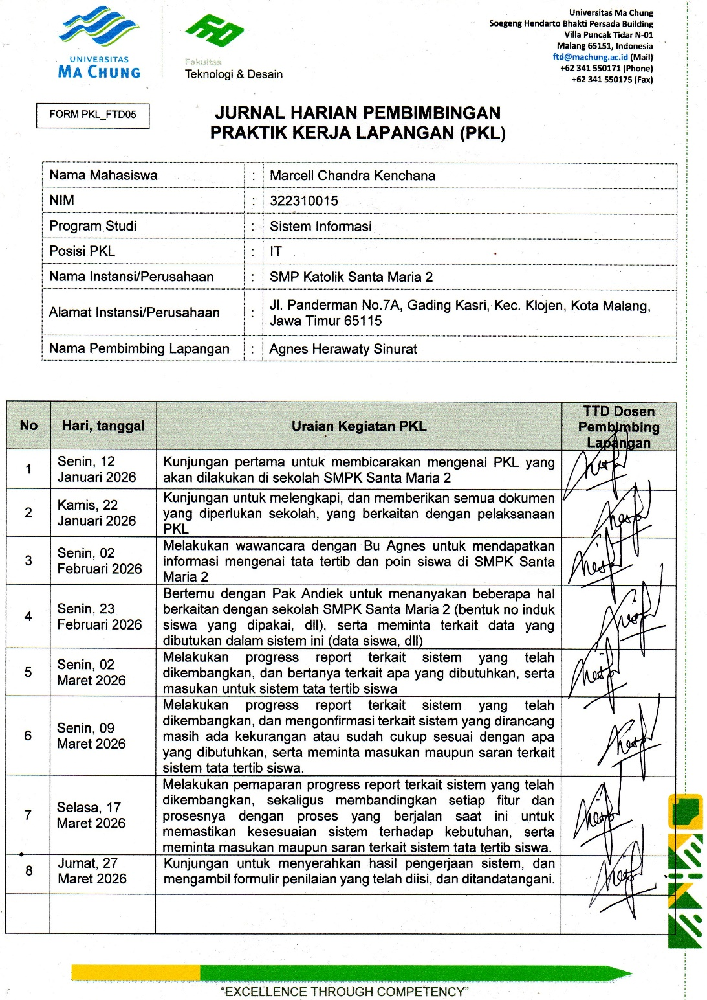 UNIVERSITAS
MA CHUNG
Fakultas
Teknologi & Desain
Universitas Ma Chung
Soegeng Hendarto Bhakti Persada Building
Villa Puncak Tidar N-01
Malang 65151, Indonesia
ftd@machung.ac.id (Mail)
+62 341 550171 (Phone)
+62 341 550175 (Fax)
FORM PKL_FTD05
JURNAL HARIAN PEMBIMBINGAN
PRAKTIK KERJA LAPANGAN (PKL)
Nama Mahasiswa : Marcell Chandra Kenchana
NIM : 322310015
Program Studi : Sistem Informasi
Posisi PKL : IT
Nama Instansi/Perusahaan : SMP Katolik Santa Maria 2
Alamat Instansi/Perusahaan : Jl. Panderman No.7A, Gading Kasri, Kec. Klojen, Kota Malang,
Jawa Timur 65115
Nama Pembimbing Lapangan : Agnes Herawaty Sinurat
No Hari, tanggal Uraian Kegiatan PKL TTD Dosen
Pembimbing
Lapangan
1 Senin, 12
Januari 2026
Kunjungan pertama untuk membicarakan mengenai PKL yang
akan dilakukan di sekolah SMPK Santa Maria 2
2 Kamis, 22
Januari 2026
Kunjungan untuk melengkapi, dan memberikan semua dokumen
yang diperlukan sekolah, yang berkaitan dengan pelaksanaan
PKL
3 Senin, 02
Februari 2026
Melakukan wawancara dengan Bu Agnes untuk mendapatkan
informasi mengenai tata tertib dan poin siswa di SMPK Santa
Maria 2
4 Senin, 23
Februari 2026
Bertemu dengan Pak Andiek untuk menanyakan beberapa hal
berkaitan dengan sekolah SMPK Santa Maria 2 (bentuk no induk
siswa yang dipakai, dll), serta meminta terkait data yang
dibutukan dalam sistem ini (data siswa, dll)
5 Senin, 02
Maret 2026
Melakukan progress report terkait sistem yang telah
dikembangkan, dan bertanya terkait apa yang dibutuhkan, serta
masukan untuk sistem tata tertib siswa
6 Senin, 09
Maret 2026
Melakukan progress report terkait sistem yang telah
dikembangkan, dan mengonfirmasi terkait sistem yang dirancang
masih ada kekurangan atau sudah cukup sesuai dengan apa
yang dibutuhkan, serta meminta masukan maupun saran terkait
sistem tata tertib siswa.
7 Selasa, 17
Maret 2026
Melakukan pemaparan progress report terkait sistem yang telah
dikembangkan, sekaligus membandingkan setiap fitur dan
prosesnya dengan proses yang berjalan saat ini untuk
memastikan kesesuaian sistem terhadap kebutuhan, serta
meminta masukan maupun saran terkait sistem tata tertib siswa.
8 Jumat, 27
Maret 2026
Kunjungan untuk menyerahkan hasil pengerjaan sistem, dan
mengambil formulir penilaian yang telah diisi, dan ditandatangani.
“EXCELLENCE THROUGH COMPETENCY”